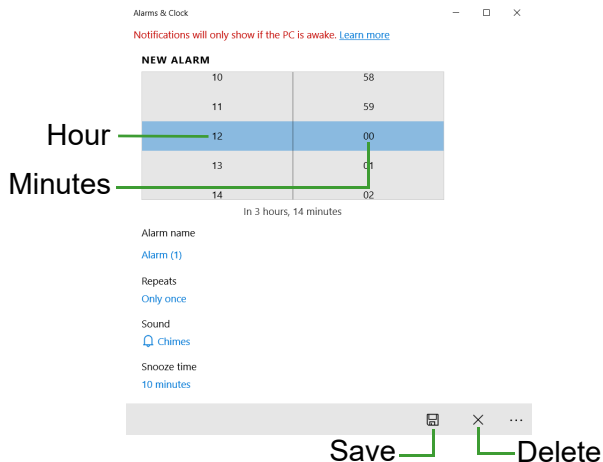 Alarms & Clock
Notifications will only show if the PC is awake. Learn more
NEW ALARM
10 58
11 59
Hour 12 00
13 01
Minutes
14 02
In 3 hours, 14 minutes
Alarm name
Alarm (1)
Repeats
Only once
Sound
Chimes
Snooze time
10 minutes
Save Delete